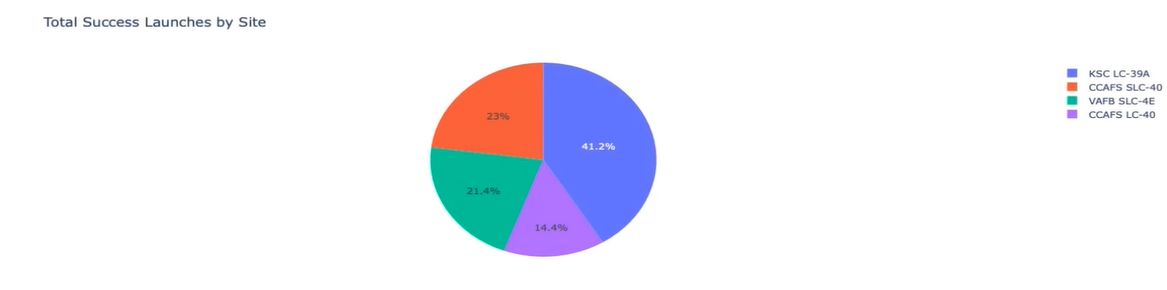 Total Success Launches by Site
KSC LC-39A
CCAFS SLC-40
VAFB SLC-4E
CCAFS LC-40
23%
41.2%
21.4%
14.4%